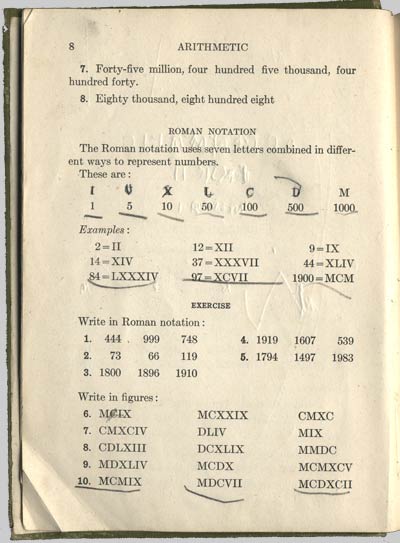 8 ARITHMETIC
7. Forty-five million, four hundred five thousand, four
hundred forty.
8. Eighty thousand, eight hundred eight
ROMAN NOTATION
The Roman notation uses seven letters combined in differ-
ent ways to represent numbers.
These are:
I V X L C D M
1 5 10 50 100 500 1000
Examples:
2=II 12=XII 9=IX
14=XIV 37=XXXVII 44=XLIV
84=LXXXIV 97=XCVII 1900=MCM
EXERCISE
Write in Roman notation:
1. 444 999 748 4. 1919 1607 539
2. 73 66 119 5. 1794 1497 1983
3. 1800 1896 1910
Write in figures:
6. MCIX MCXXIX CMXC
7. CMXCIV DLIV MIX
8. CDLXIII DCXLIX MMDC
9. MDXLIV MCDX MCMXCV
10. MCMIX MDCVII MCDXCII